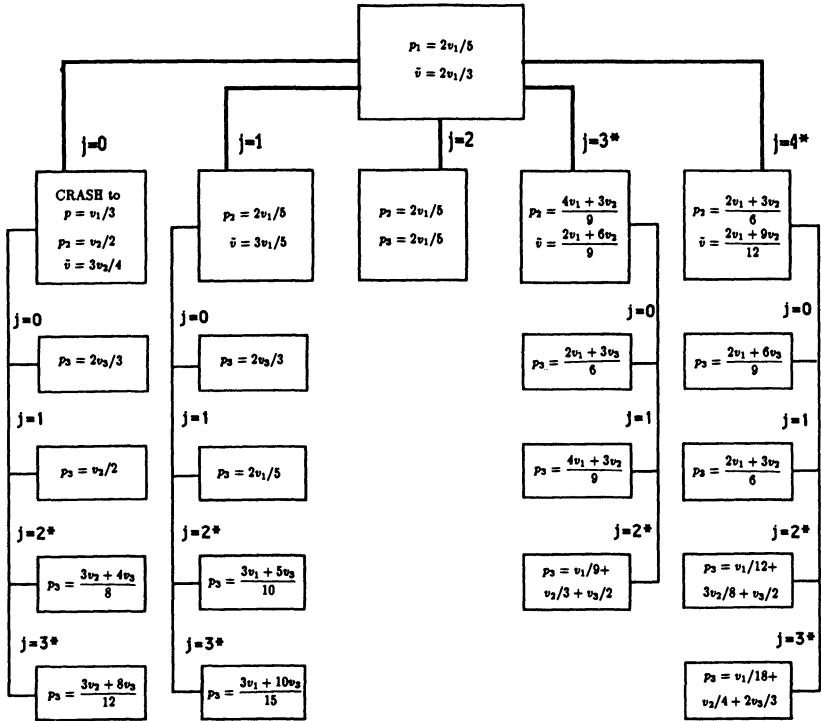 p₁ = 2v₁/5
ṽ = 2v₁/3
j=0
j=1
j=2
j=3*
j=4*
CRASH to
p = v₁/3
p₂ = v₂/2
ṽ = 3v₂/4
p₂ = 2v₁/5
ṽ = 3v₁/5
p₂ = 2v₁/5
p₃ = 2v₁/5
p₂ = (4v₁ + 3v₂)/9
ṽ = (2v₁ + 6v₂)/9
p₂ = (2v₁ + 3v₂)/6
ṽ = (2v₁ + 9v₂)/12
j=0
p₃ = 2v₃/3
j=1
p₃ = v₂/2
j=2*
p₃ = (3v₂ + 4v₃)/8
j=3*
p₃ = (3v₂ + 8v₃)/12
j=0
p₃ = 2v₃/3
j=1
p₃ = 2v₁/5
j=2*
p₃ = (3v₁ + 5v₃)/10
j=3*
p₃ = (3v₁ + 10v₃)/15
j=0
p₃ = (2v₁ + 3v₃)/6
j=1
p₃ = (4v₁ + 3v₂)/9
j=2*
p₃ = v₁/9+
v₂/3 + v₃/2
j=0
p₃ = (2v₁ + 6v₃)/9
j=1
p₃ = (2v₁ + 3v₂)/6
j=2*
p₃ = v₁/12+
3v₂/8 + v₃/2
j=3*
p₃ = v₁/18+
v₂/4 + 2v₃/3